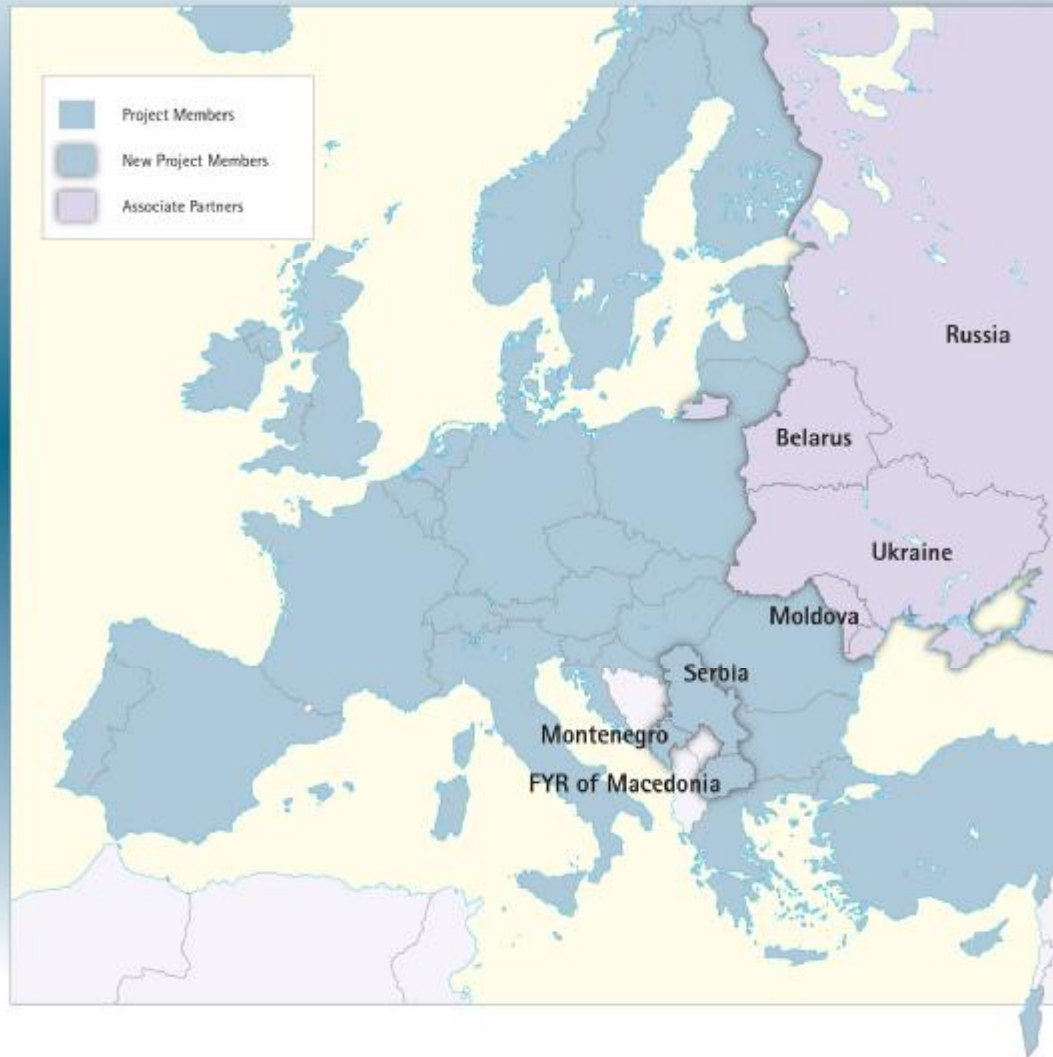 Project Members
New Project Members
Associate Partners
Russia
Belarus
Ukraine
Moldova
Serbia
Montenegro
FYR of Macedonia